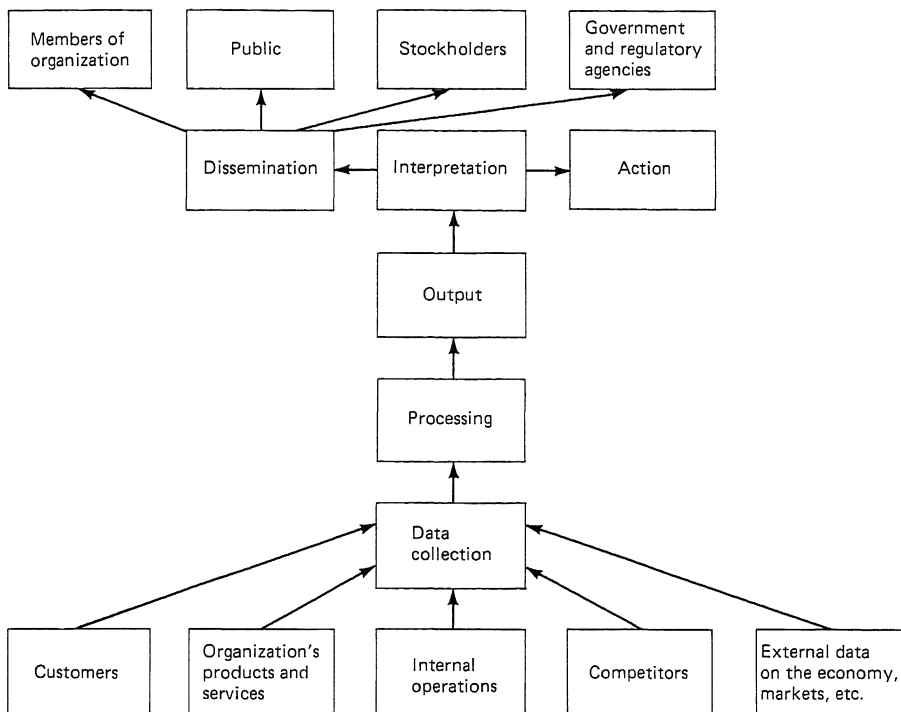 Members of
organization
Public
Stockholders
Government
and regulatory
agencies
Dissemination
Interpretation
Action
Output
Processing
Data
collection
Customers
Organization's
products and
services
Internal
operations
Competitors
External data
on the economy,
markets, etc.